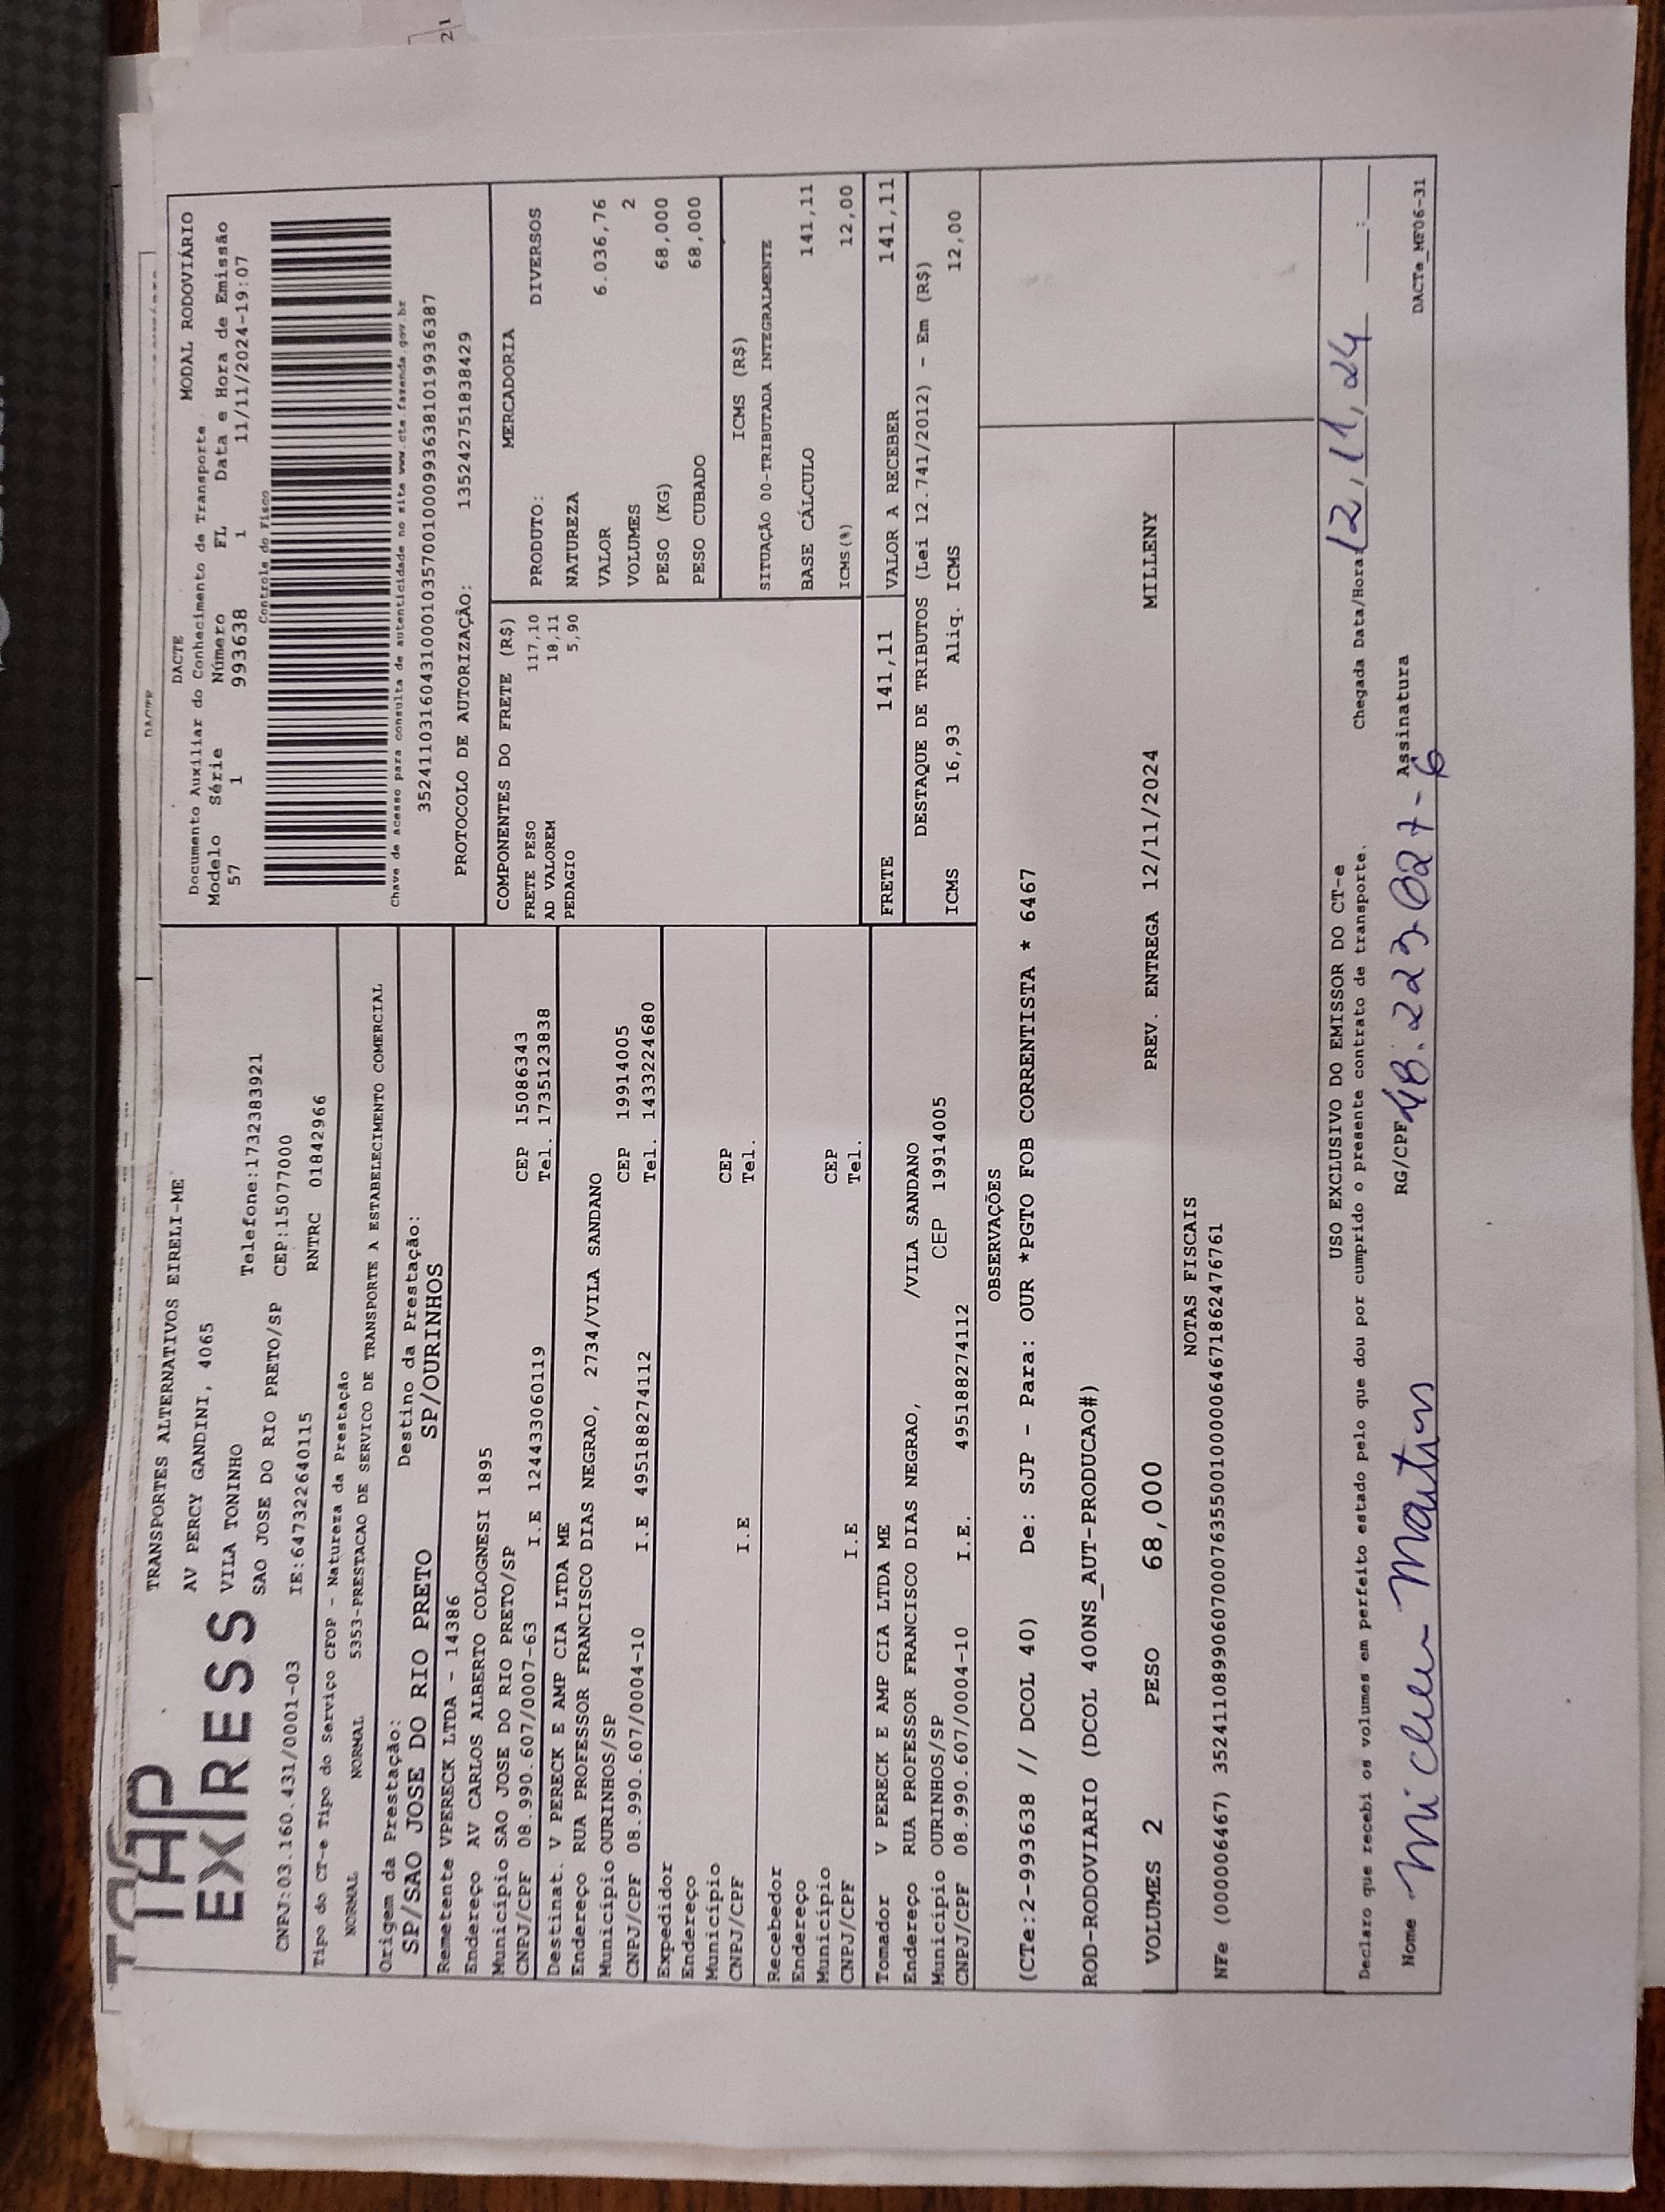 TAP
EXPRESS
TRANSPORTES ALTERNATIVOS EIRELI-ME
AV PERCY GANDINI, 4065
VILA TONINHO
Telefone:1732383921
SAO JOSE DO RIO PRETO/SP CEP:15077000
CNPJ:03.160.431/0001-03 IE:647322640115 RNTRC 01842966
Tipo do CT-e Tipo do Serviço CFOP - Natureza da Prestação
NORMAL NORMAL 5353-PRESTACAO DE SERVICO DE TRANSPORTE A ESTABELECIMENTO COMERCIAL
Origem da Prestação: Destino da Prestação:
SP/SAO JOSE DO RIO PRETO SP/OURINHOS
DACTE MODAL RODOVIÁRIO
Documento Auxiliar do Conhecimento de Transporte
Modelo Série Número FL Data e Hora de Emissão
57 1 993638 1 11/11/2024-19:07
Controle do Fisco
Chave de acesso para consulta de autenticidade no site www.cte.fazenda.gov.br
35241103160431000103570010009936381019936387
PROTOCOLO DE AUTORIZAÇÃO: 135242751838429
Remetente VPERECK LTDA - 14386
Endereço AV CARLOS ALBERTO COLOGNESI 1895
Município SAO JOSE DO RIO PRETO/SP CEP 15086343
CNPJ/CPF 08.990.607/0007-63 I.E 124433060119 Tel. 1735123838
Destinat. V PERECK E AMP CIA LTDA ME
Endereço RUA PROFESSOR FRANCISCO DIAS NEGRAO, 2734/VILA SANDANO
Município OURINHOS/SP CEP 19914005
CNPJ/CPF 08.990.607/0004-10 I.E 495188274112 Tel. 1433224680
Expedidor
Endereço
Município CEP
CNPJ/CPF I.E Tel.
Recebedor
Endereço
Município CEP
CNPJ/CPF I.E Tel.
Tomador V PERECK E AMP CIA LTDA ME
Endereço RUA PROFESSOR FRANCISCO DIAS NEGRAO, /VILA SANDANO
Município OURINHOS/SP CEP 19914005
CNPJ/CPF 08.990.607/0004-10 I.E. 495188274112
COMPONENTES DO FRETE (R$)
FRETE PESO 117,10
AD VALOREM 18,11
PEDAGIO 5,90
MERCADORIA
PRODUTO: DIVERSOS
NATUREZA
VALOR 6.036,76
VOLUMES 2
PESO (KG) 68,000
PESO CUBADO 68,000
ICMS (R$)
SITUAÇÃO 00-TRIBUTADA INTEGRALMENTE
BASE CÁLCULO 141,11
ICMS(%) 12,00
FRETE 141,11 VALOR A RECEBER 141,11
DESTAQUE DE TRIBUTOS (Lei 12.741/2012) - Em (R$)
ICMS 16,93 Aliq. ICMS 12,00
OBSERVAÇÕES
(CTe:2-993638 // DCOL 40) De: SJP - Para: OUR *PGTO FOB CORRENTISTA * 6467
ROD-RODOVIARIO (DCOL 400NS_AUT-PRODUCAO#)
VOLUMES 2 PESO 68,000 PREV. ENTREGA 12/11/2024 MILLENY
NOTAS FISCAIS
NFe (000006467) 35241108990607000763550010000064671862476761
USO EXCLUSIVO DO EMISSOR DO CT-e
Declaro que recebi os volumes em perfeito estado pelo que dou por cumprido o presente contrato de transporte. Chegada Data/Hora 12,11,24 :
Nome Martins RG/CPF 48.223.027-6 Assinatura
DACTe_MF06-31